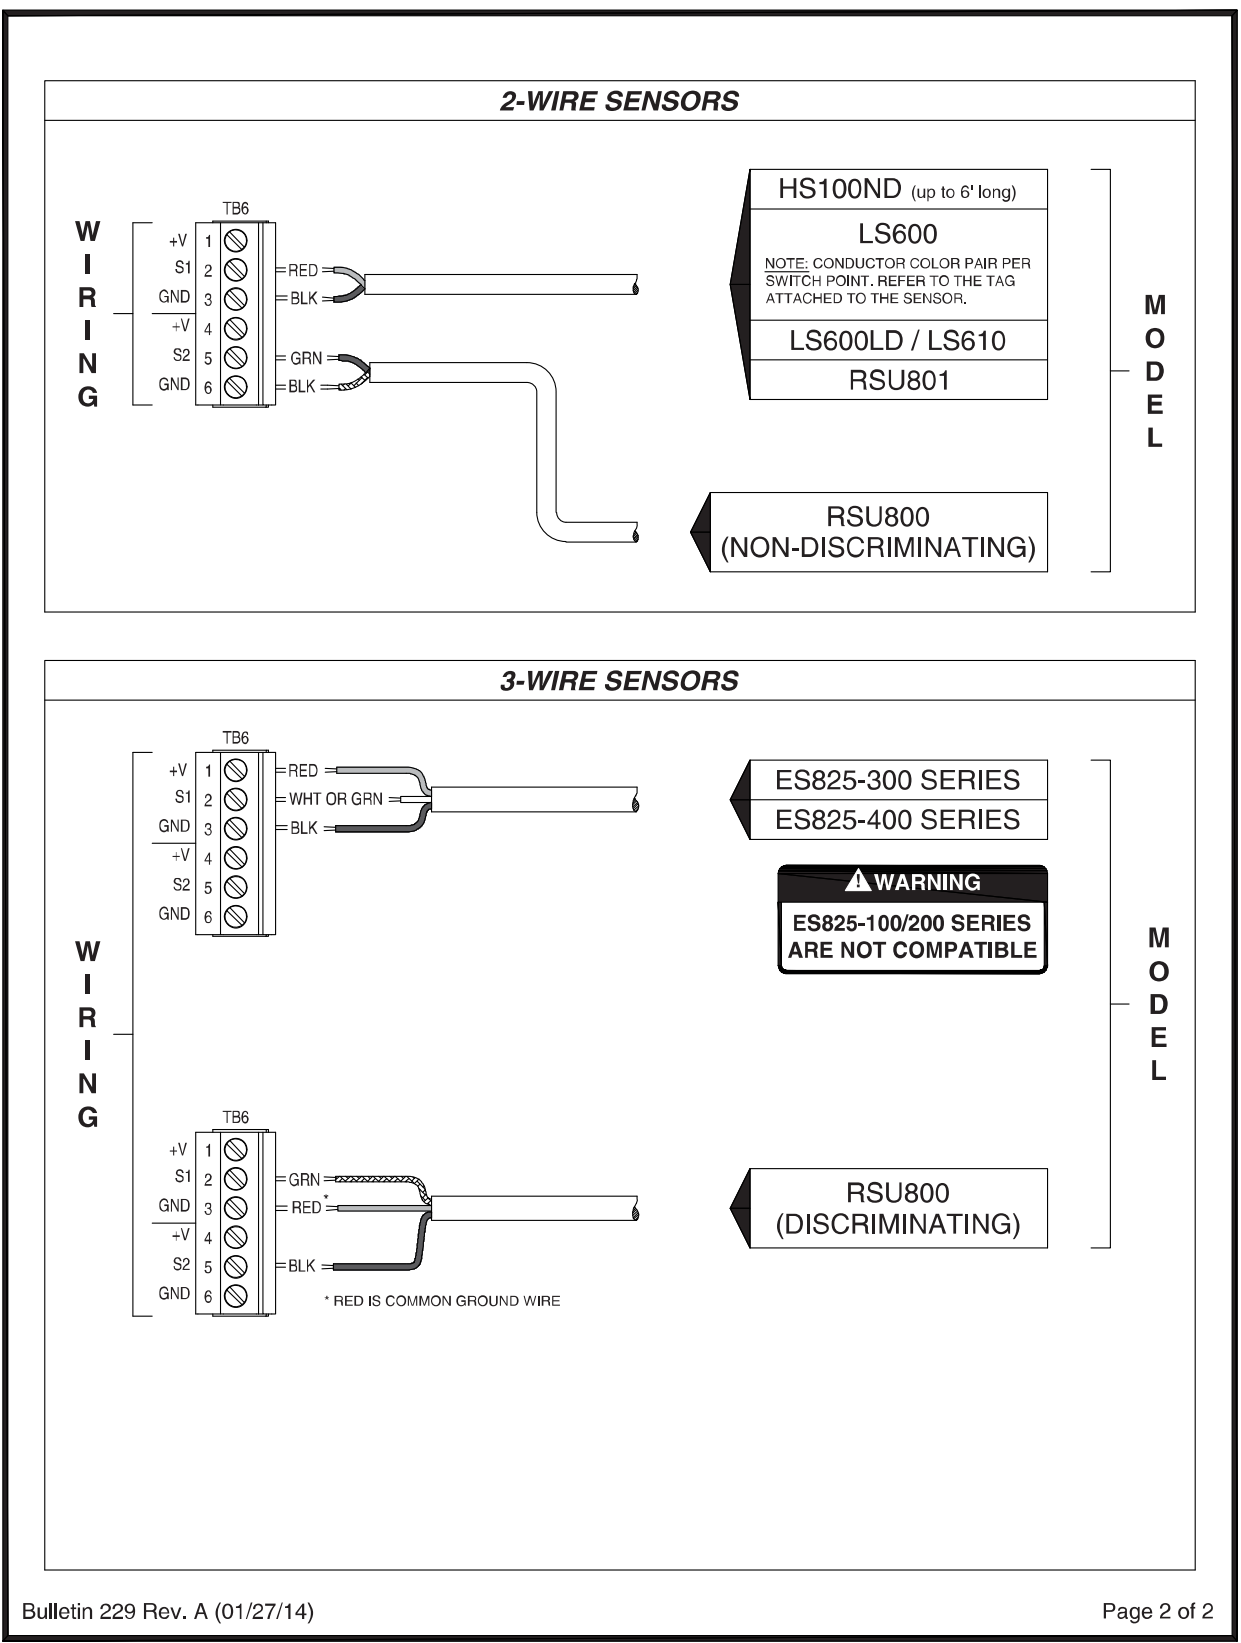 2-WIRE SENSORS
WIRING
TB6
+V 1
S1 2 RED
GND 3 BLK
+V 4
S2 5 GRN
GND 6 BLK
HS100ND (up to 6' long)
LS600
NOTE: CONDUCTOR COLOR PAIR PER
SWITCH POINT. REFER TO THE TAG
ATTACHED TO THE SENSOR.
LS600LD / LS610
RSU801
RSU800
(NON-DISCRIMINATING)
MODEL
3-WIRE SENSORS
WIRING
TB6
+V 1 RED
S1 2 WHT OR GRN
GND 3 BLK
+V 4
S2 5
GND 6
ES825-300 SERIES
ES825-400 SERIES
WARNING
ES825-100/200 SERIES
ARE NOT COMPATIBLE
MODEL
TB6
+V 1
S1 2 GRN
GND 3 RED*
+V 4
S2 5 BLK
GND 6
* RED IS COMMON GROUND WIRE
RSU800
(DISCRIMINATING)
Bulletin 229 Rev. A (01/27/14)
Page 2 of 2